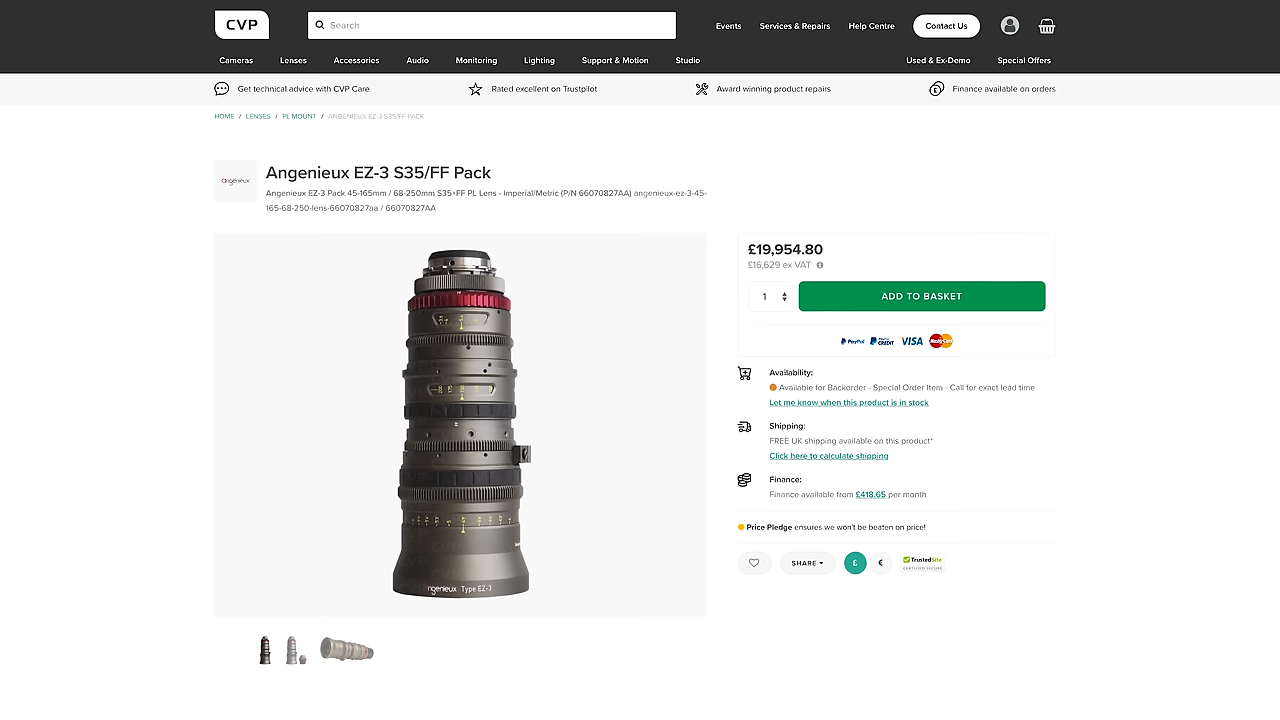 CVP
Search
Events
Services & Repairs
Help Centre
Contact Us
Cameras
Lenses
Accessories
Audio
Monitoring
Lighting
Support & Motion
Studio
Used & Ex-Demo
Special Offers
Get technical advice with CVP Care
Rated excellent on Trustpilot
Award winning product repairs
Finance available on orders
HOME / LENSES / PL MOUNT / ANGENIEUX EZ-3 S35/FF PACK
angénieux
Angenieux EZ-3 S35/FF Pack
Angenieux EZ-3 Pack 45-165mm / 68-250mm S35+FF PL Lens - Imperial/Metric (P/N 66070827AA) angenieux-ez-3-45-
165-68-250-lens-66070827aa / 66070827AA
CVP
ngenieux Type EZ-3
£19,954.80
£16,629 ex VAT
1
ADD TO BASKET
PayPal
PayPal CREDIT
VISA
MasterCard
Availability:
Available for Backorder - Special Order Item - Call for exact lead time
Let me know when this product is in stock
Shipping:
FREE UK shipping available on this product*
Click here to calculate shipping
Finance:
Finance available from £418.65 per month
Price Pledge ensures we won't be beaten on price!
SHARE
£
€
TrustedSite
CERTIFIED SECURE